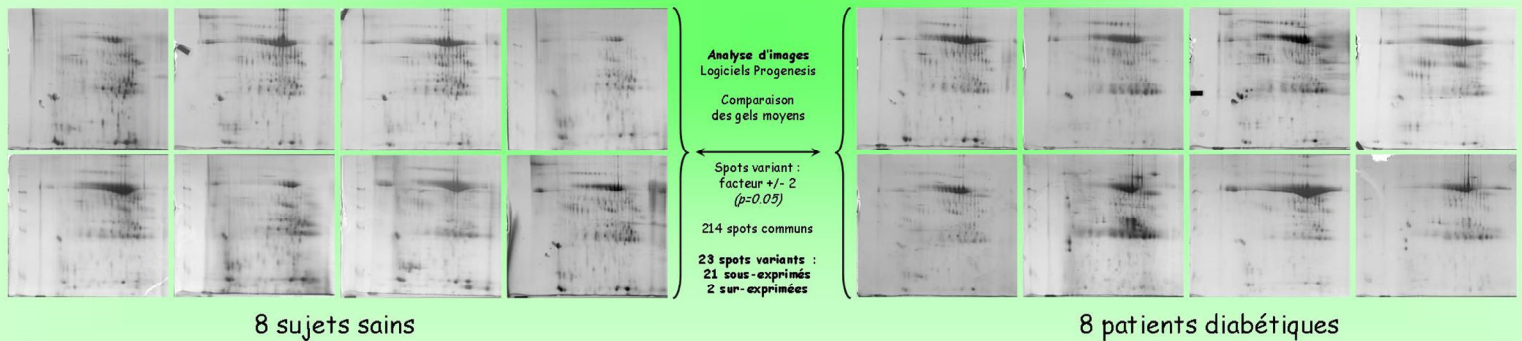 Analyse d'images
Logiciels Progenesis
Comparaison
des gels moyens
Spots variant :
facteur +/- 2
(p=0.05)
214 spots communs
23 spots variants :
21 sous-exprimés
2 sur-exprimées
8 sujets sains
8 patients diabétiques